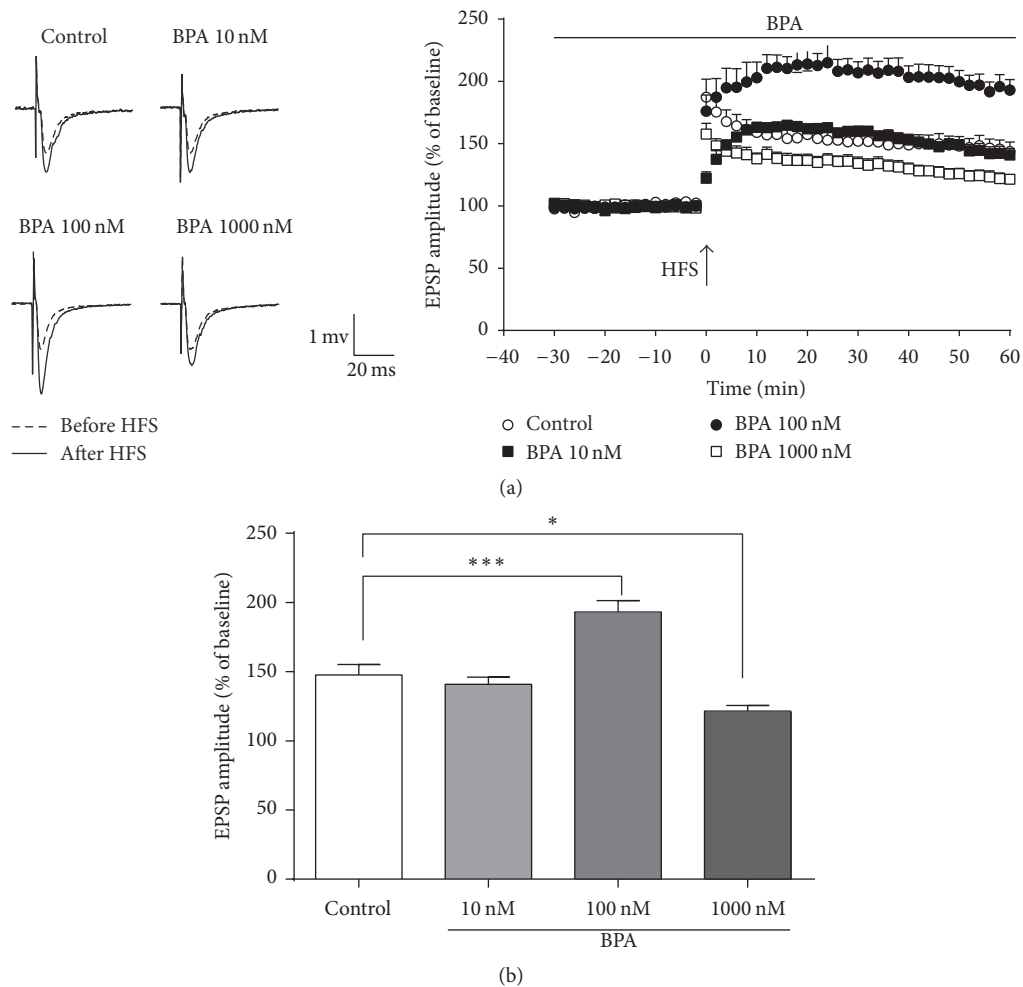 Control
BPA 10 nM
BPA 100 nM
BPA 1000 nM
1 mv
20 ms
Before HFS
After HFS
BPA
EPSP amplitude (% of baseline)
250
200
150
100
50
0
HFS
−40
−30
−20
−10
0
10
20
30
40
50
60
Time (min)
Control
BPA 100 nM
BPA 10 nM
BPA 1000 nM
(a)
EPSP amplitude (% of baseline)
250
200
150
100
50
0
*
***
Control
10 nM
100 nM
1000 nM
BPA
(b)